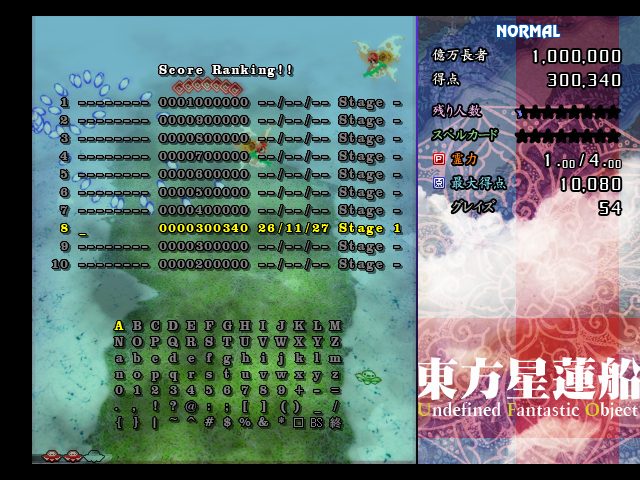 Score Ranking!!
1 -------- 0001000000 --/--/-- Stage -
2 -------- 0000900000 --/--/-- Stage -
3 -------- 0000800000 --/--/-- Stage -
4 -------- 0000700000 --/--/-- Stage -
5 -------- 0000600000 --/--/-- Stage -
6 -------- 0000500000 --/--/-- Stage -
7 -------- 0000400000 --/--/-- Stage -
8 _ 0000300340 26/11/27 Stage 1
9 -------- 0000300000 --/--/-- Stage -
10 -------- 0000200000 --/--/-- Stage -
A B C D E F G H I J K L M
N O P Q R S T U V W X Y Z
a b c d e f g h i j k l m
n o p q r s t u v w x y z
0 1 2 3 4 5 6 7 8 9 + - =
. , ! ? @ : ; [ ] ( ) _ /
{ } | ~ ^ # $ % & * □ BS 終
NORMAL
億万長者 1,000,000
得点 300,340
残り人数
スペルカード
P 霊力 1.00/4.00
点 最大得点 10,080
グレイズ 54
東方星蓮船
Undefined Fantastic Object